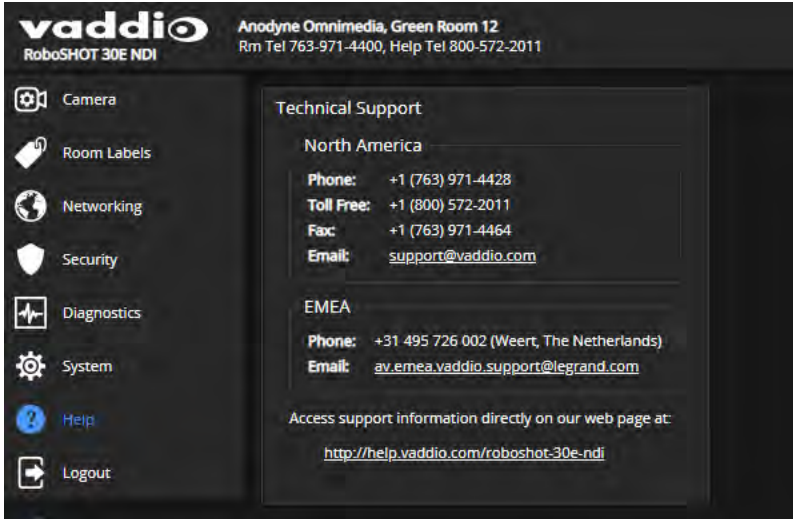 vaddio
RoboSHOT 30E NDI
Anodyne Omnimedia, Green Room 12
Rm Tel 763-971-4400, Help Tel 800-572-2011
Camera
Room Labels
Networking
Security
Diagnostics
System
Help
Logout
Technical Support
North America
Phone: +1 (763) 971-4428
Toll Free: +1 (800) 572-2011
Fax: +1 (763) 971-4464
Email: support@vaddio.com
EMEA
Phone: +31 495 726 002 (Weert, The Netherlands)
Email: av.emea.vaddio.support@legrand.com
Access support information directly on our web page at:
http://help.vaddio.com/roboshot-30e-ndi